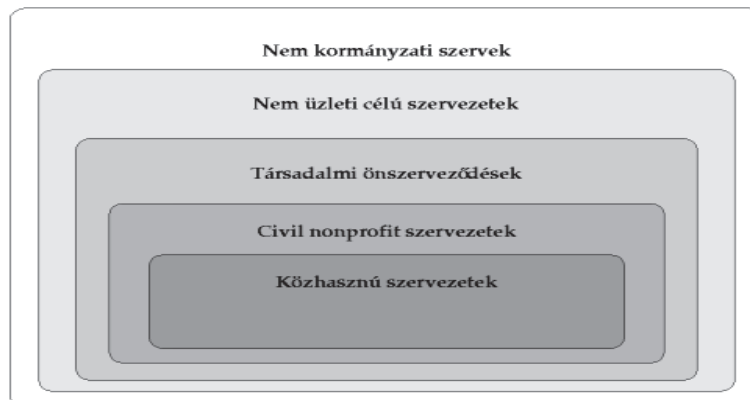 Nem kormányzati szervek
Nem üzleti célú szervezetek
Társadalmi önszerveződések
Civil nonprofit szervezetek
Közhasznú szervezetek